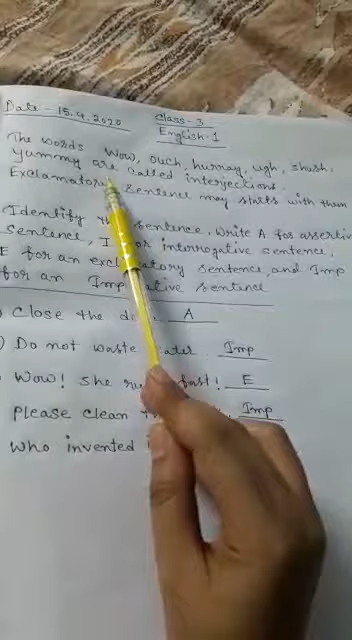 Date - 15.9.2020 Class - 3
English - 1
The words Wow, Ouch, hurray, ugh, shush
Yummy are called interjections.
Exclamatory sentence may starts with them
Identify the sentence, Write A for assertiv
sentence, I for interrogative sentence,
E for an exclamatory sentence, and Imp
for an Imperative sentence
) Close the A
) Do not waste water. Imp
Wow! She fast! E
Please clean Imp
Who invented